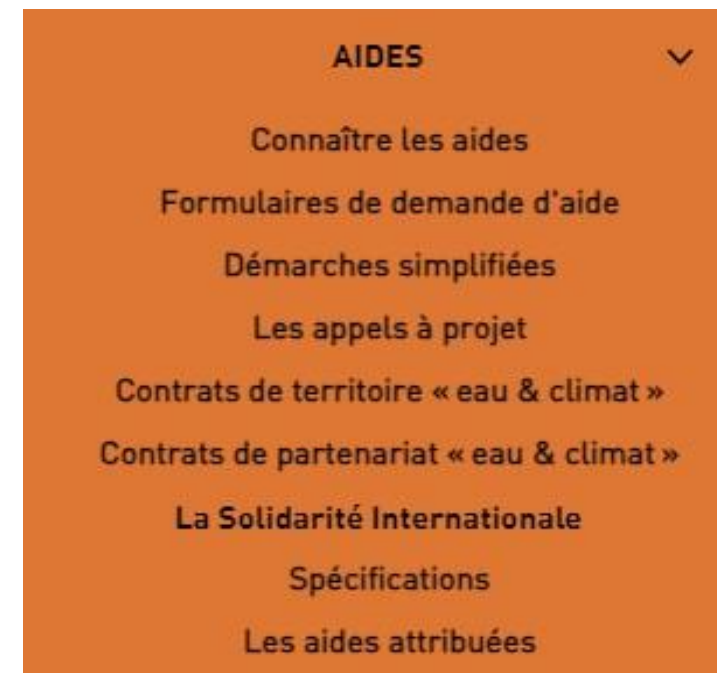 AIDES
Connaître les aides
Formulaires de demande d'aide
Démarches simplifiées
Les appels à projet
Contrats de territoire « eau & climat »
Contrats de partenariat « eau & climat »
La Solidarité Internationale
Spécifications
Les aides attribuées